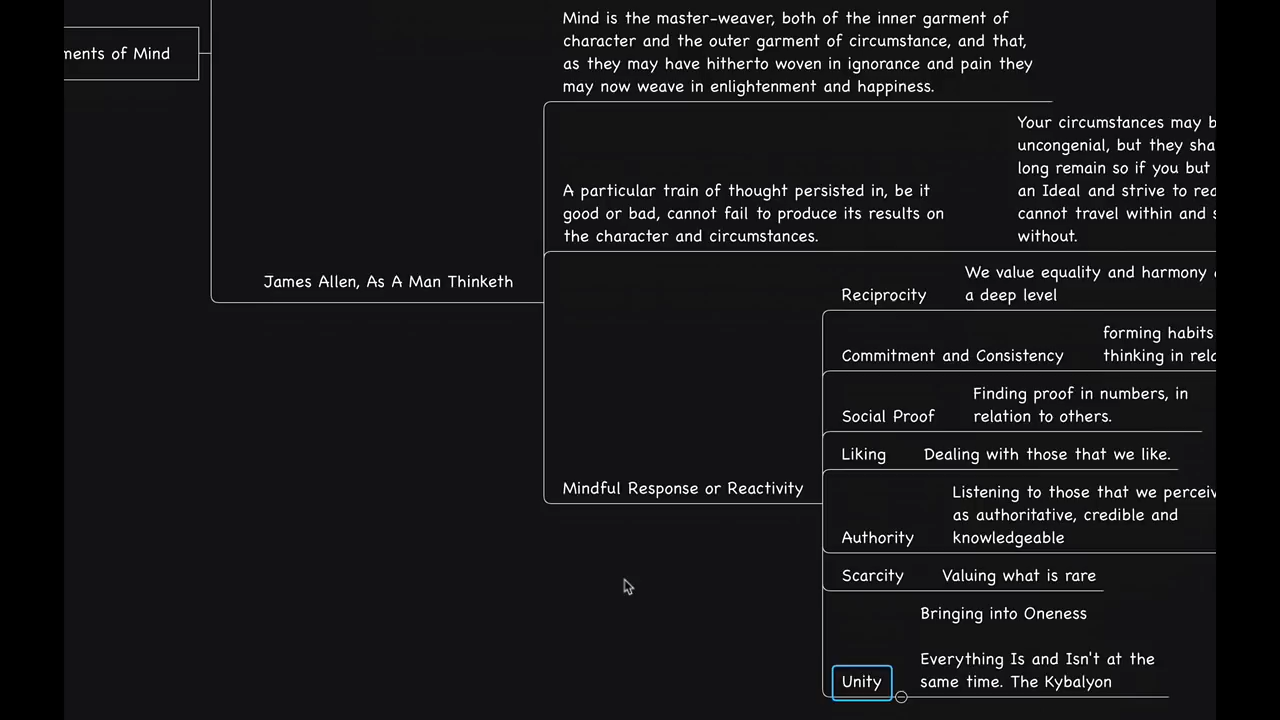 ments of Mind
Mind is the master-weaver, both of the inner garment of
character and the outer garment of circumstance, and that,
as they may have hitherto woven in ignorance and pain they
may now weave in enlightenment and happiness.
Your circumstances may b
uncongenial, but they sha
long remain so if you but
an Ideal and strive to rea
cannot travel within and s
without.
A particular train of thought persisted in, be it
good or bad, cannot fail to produce its results on
the character and circumstances.
James Allen, As A Man Thinketh
We value equality and harmony
a deep level
Reciprocity
forming habits
thinking in rela
Commitment and Consistency
Finding proof in numbers, in
relation to others.
Social Proof
Liking
Dealing with those that we like.
Mindful Response or Reactivity
Listening to those that we perceiv
as authoritative, credible and
knowledgeable
Authority
Scarcity
Valuing what is rare
Bringing into Oneness
Everything Is and Isn't at the
same time. The Kybalyon
Unity